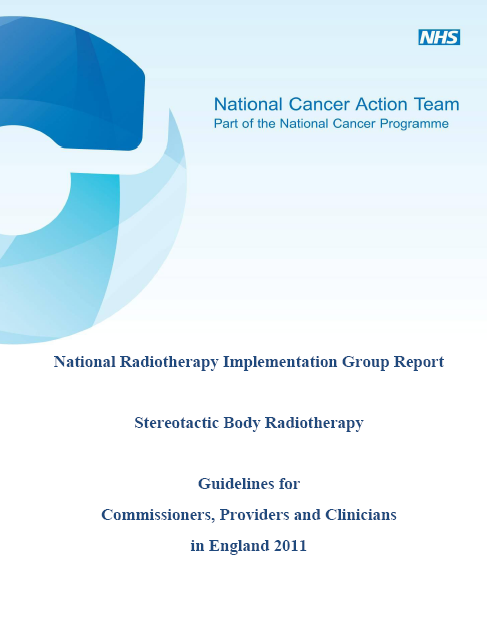 NHS
National Cancer Action Team
Part of the National Cancer Programme
National Radiotherapy Implementation Group Report
Stereotactic Body Radiotherapy
Guidelines for
Commissioners, Providers and Clinicians
in England 2011